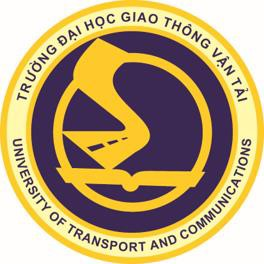 TRƯỜNG ĐẠI HỌC GIAO THÔNG VẬN TẢI
UNIVERSITY OF TRANSPORT AND COMMUNICATIONS